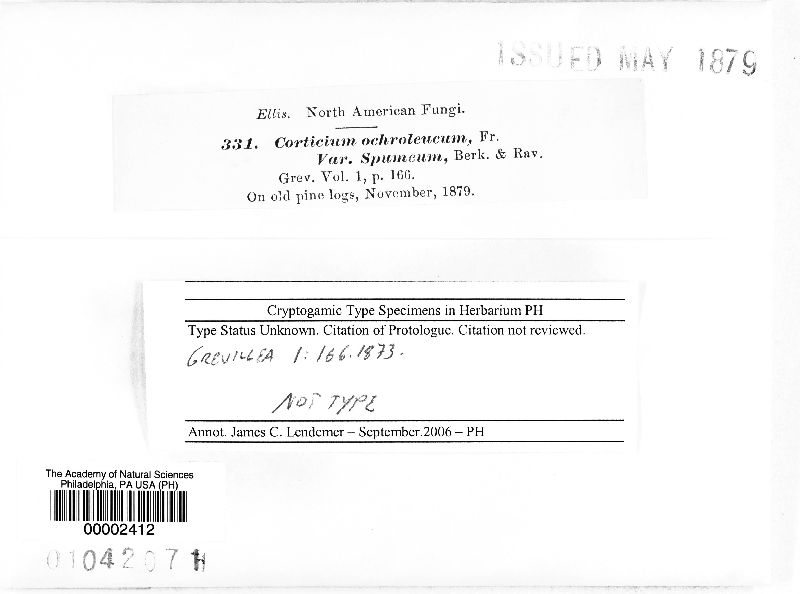 ISSUED MAY 1879
Ellis. North American Fungi.
331. Corticium ochroleucum, Fr.
Var. Spumeum, Berk. & Rav.
Grev. Vol. 1, p. 166.
On old pine logs, November, 1879.
Cryptogamic Type Specimens in Herbarium PH
Type Status Unknown. Citation of Protologue. Citation not reviewed.
GREVILLEA 1: 166. 1873.
NOT TYPE
Annot. James C. Lendemer – September.2006 – PH
The Academy of Natural Sciences
Philadelphia, PA USA (PH)
00002412